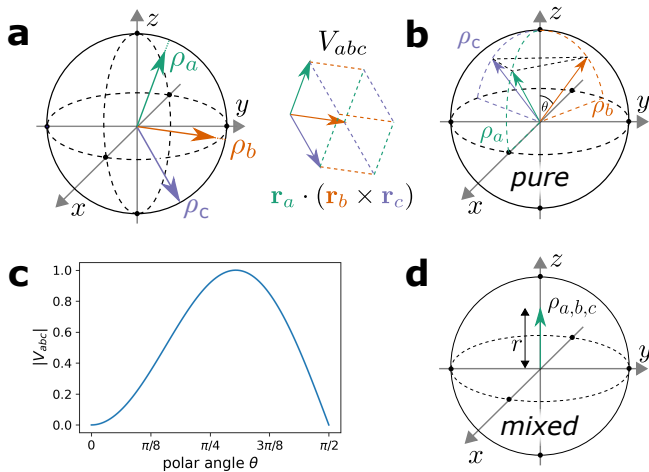 a
z
y
x
ρa
ρb
ρc
Vabc
ra · (rb × rc)
b
z
y
x
ρc
ρb
ρa
θ
pure
c
|Vabc|
1.0
0.8
0.6
0.4
0.2
0.0
0
π/8
π/4
3π/8
π/2
polar angle θ
d
z
y
x
ρa,b,c
r
mixed